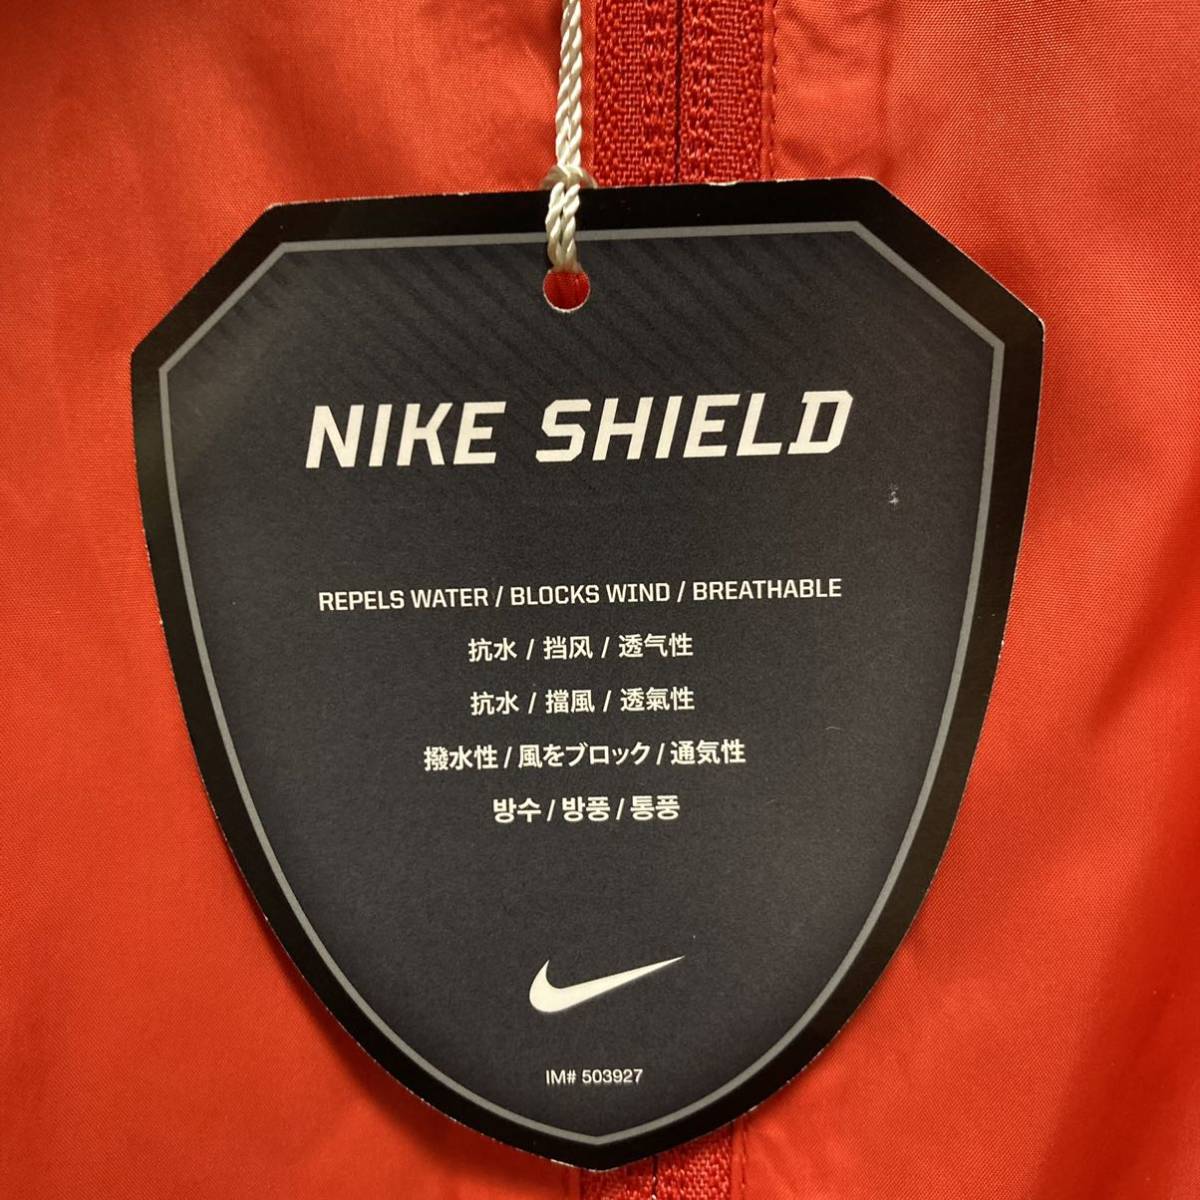 NIKE SHIELD
REPELS WATER / BLOCKS WIND / BREATHABLE
抗水 / 挡风 / 透气性
抗水 / 擋風 / 透氣性
撥水性 / 風をブロック / 通気性
방수 / 방풍 / 통풍
IM# 503927